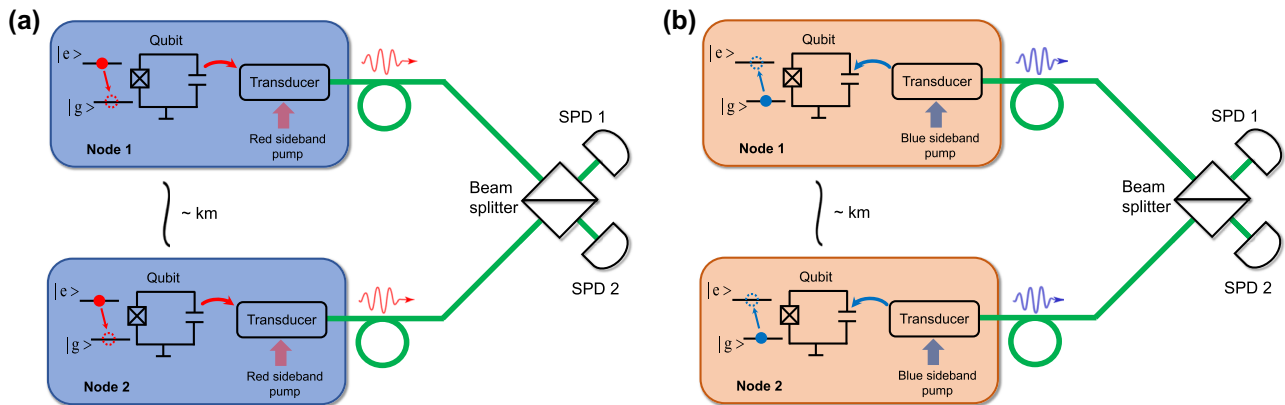 (a)
Qubit
|e>
|g>
Transducer
Red sideband
pump
Node 1
~ km
Qubit
|e>
|g>
Transducer
Red sideband
pump
Node 2
Beam
splitter
SPD 1
SPD 2
(b)
Qubit
|e>
|g>
Transducer
Blue sideband
pump
Node 1
~ km
Qubit
|e>
|g>
Transducer
Blue sideband
pump
Node 2
Beam
splitter
SPD 1
SPD 2